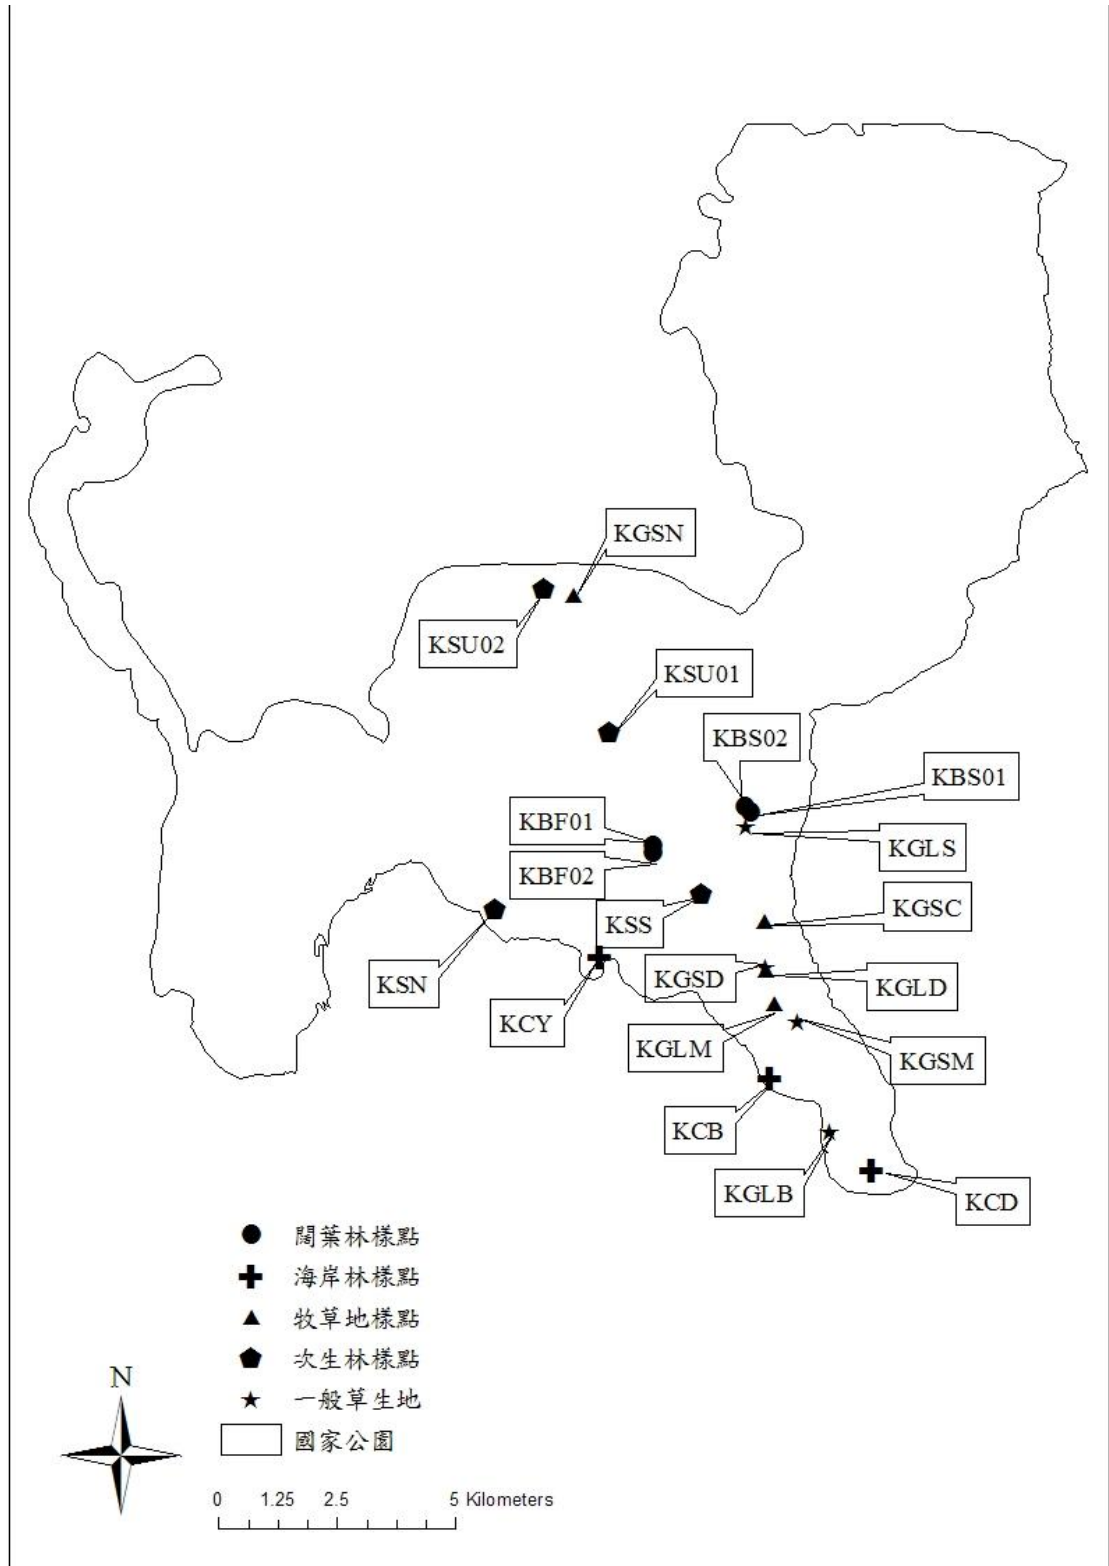 KGSN
KSU02
KSU01
KBS02
KBS01
KBF01
KGLS
KBF02
KGSC
KSS
KGSD
KSN
KGLD
KCY
KGLM
KGSM
KCB
KGLB
KCD
闊葉林樣點
海岸林樣點
牧草地樣點
次生林樣點
一般草生地
國家公園
N
0 1.25 2.5 5 Kilometers